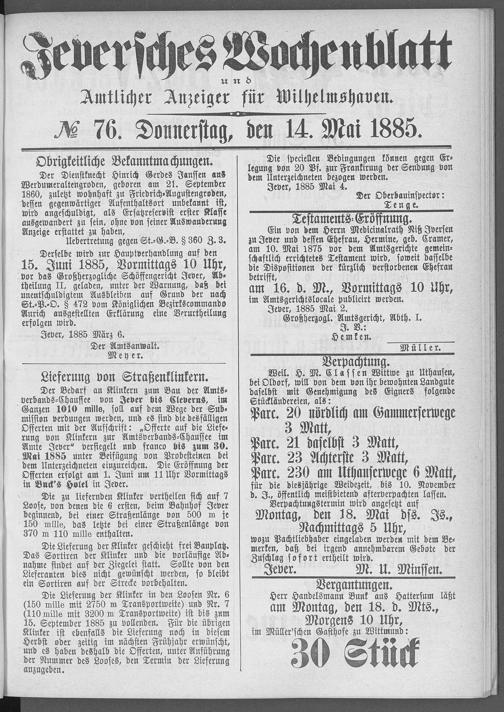 Jeversches Wochenblatt
und
Amtlicher Anzeiger für Wilhelmshaven.
№ 76. Donnerstag, den 14. Mai 1885.
Obrigkeitliche Bekanntmachungen.
Der Dienstknecht Hinrich Gerdes Janssen aus
Werdumeraltengroden, geboren am 21. September
1860, zuletzt wohnhaft zu Friedrich-Augustengroden,
dessen gegenwärtiger Aufenthaltsort unbekannt ist,
wird angeschuldigt, als Ersatzreservist erster Klasse
ausgewandert zu sein, ohne von seiner Auswanderung
Anzeige erstattet zu haben,
Uebertretung gegen St.-G.-B. § 360 Z. 3.
Derselbe wird zur Hauptverhandlung auf den
15. Juni 1885, Vormittags 10 Uhr,
vor das Großherzogliche Schöffengericht Jever, Ab-
theilung II., geladen, unter der Warnung, daß bei
unentschuldigtem Ausbleiben auf Grund der nach
St.-P.-O. § 472 vom Königlichen Bezirkskommando
Aurich ausgestellten Erklärung eine Verurtheilung
erfolgen wird.
Jever, 1885 März 6.
Der Amtsanwalt.
Meyer.
Lieferung von Straßenklinkern.
Der Bedarf an Klinkern zum Bau der Amts-
verbands-Chaussee von Jever bis Cleverns, im
Ganzen 1010 mille, soll auf dem Wege der Sub-
mission verdungen werden, und es sind die desfälligen
Offerten mit der Aufschrift: „Offerte auf die Liefe-
rung von Klinkern zur Amtsverbands-Chaussee im
Amte Jever" versiegelt und franco bis zum 30.
Mai 1885 unter Beifügung von Probesteinen bei
dem Unterzeichneten einzureichen. Die Eröffnung der
Offerten erfolgt am 1. Juni um 11 Uhr Vormittags
in Buck's Hotel in Jever.
Die zu liefernden Klinker vertheilen sich auf 7
Loose, von denen die 6 ersten, beim Bahnhof Jever
beginnend, bei einer Straßenlänge von 500 m je
150 mille, das letzte bei einer Straßenlänge von
370 m 110 mille enthalten.
Die Lieferung der Klinker geschieht frei Bauplatz.
Das Sortiren der Klinker und die vorläufige Ab-
nahme findet auf der Ziegelei statt. Sollte von den
Lieferanten dies nicht gewünscht werden, so bleibt
ein Sortiren auf der Strecke vorbehalten.
Die Lieferung der Klinker in den Loosen Nr. 6
(150 mille mit 2750 m Transportweite) und Nr. 7
(110 mille mit 3200 m Transportweite) ist bis zum
15. September 1885 zu vollenden. Für die übrigen
Klinker ist ebenfalls die Lieferung noch in diesem
Herbst oder zeitig im nächsten Frühjahr erwünscht,
und es haben deshalb die Offerten, unter Anführung
der Nummer des Looses, den Termin der Lieferung
anzugeben.
Die speciellen Bedingungen können gegen Er-
legung von 20 Pf. zur Frankirung der Sendung von
dem Unterzeichneten bezogen werden.
Jever, 1885 Mai 4.
Der Oberbauinspector:
Tenge.
Testaments-Eröffnung.
Ein von dem Herrn Medicinalrath Nis Iversen
zu Jever und dessen Ehefrau, Hermine, geb. Cramer,
am 10. Mai 1875 vor dem Amtsgerichte gemein-
schaftlich errichtetes Testament wird, soweit dasselbe
die Dispositionen der kürzlich verstorbenen Ehefrau
betrifft,
am 16. d. M., Vormittags 10 Uhr,
im Amtsgerichtslocale publicirt werden.
Jever, 1885 Mai 2.
Großherzogl. Amtsgericht, Abth. I.
J. V.:
Hemken.
Müller.
Verpachtung.
Weil. H. M. Classen Wittwe zu Uthausen,
bei Oldorf, will von dem von ihr bewohnten Landgute
daselbst mit Genehmigung des Eigners folgende
Stückländereien, als:
Parc. 20 nördlich am Gammerserwege
3 Matt,
Parc. 21 daselbst 3 Matt,
Parc. 23 Achterste 3 Matt,
Parc. 230 am Uthauserwege 6 Matt,
für die diesjährige Weidezeit, bis 10. November
d. J., öffentlich meistbietend afterverpachten lassen.
Verpachtungstermin wird angesetzt auf
Montag, den 18. Mai dss. Js.,
Nachmittags 5 Uhr,
wozu Pachtliebhaber eingeladen werden mit dem Be-
merken, daß bei irgend annehmbarem Gebote der
Zuschlag sofort ertheilt wird.
Jever. M. U. Minssen.
Vergantungen.
Herr Handelsmann Bunk aus Hattersum läßt
am Montag, den 18. d. Mts.,
Morgens 10 Uhr,
im Müller'schen Gasthofe zu Wittmund:
30 Stück